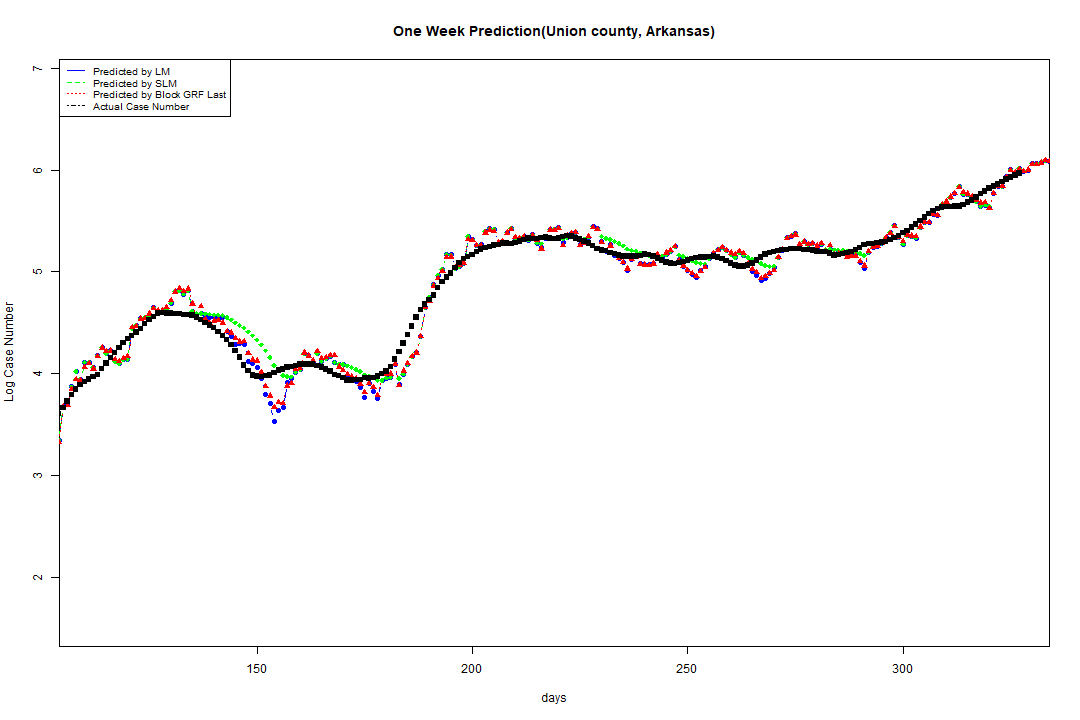 One Week Prediction(Union county, Arkansas)
Predicted by LM
Predicted by SLM
Predicted by Block GRF Last
Actual Case Number
7
6
5
4
3
2
Log Case Number
150 200 250 300
days